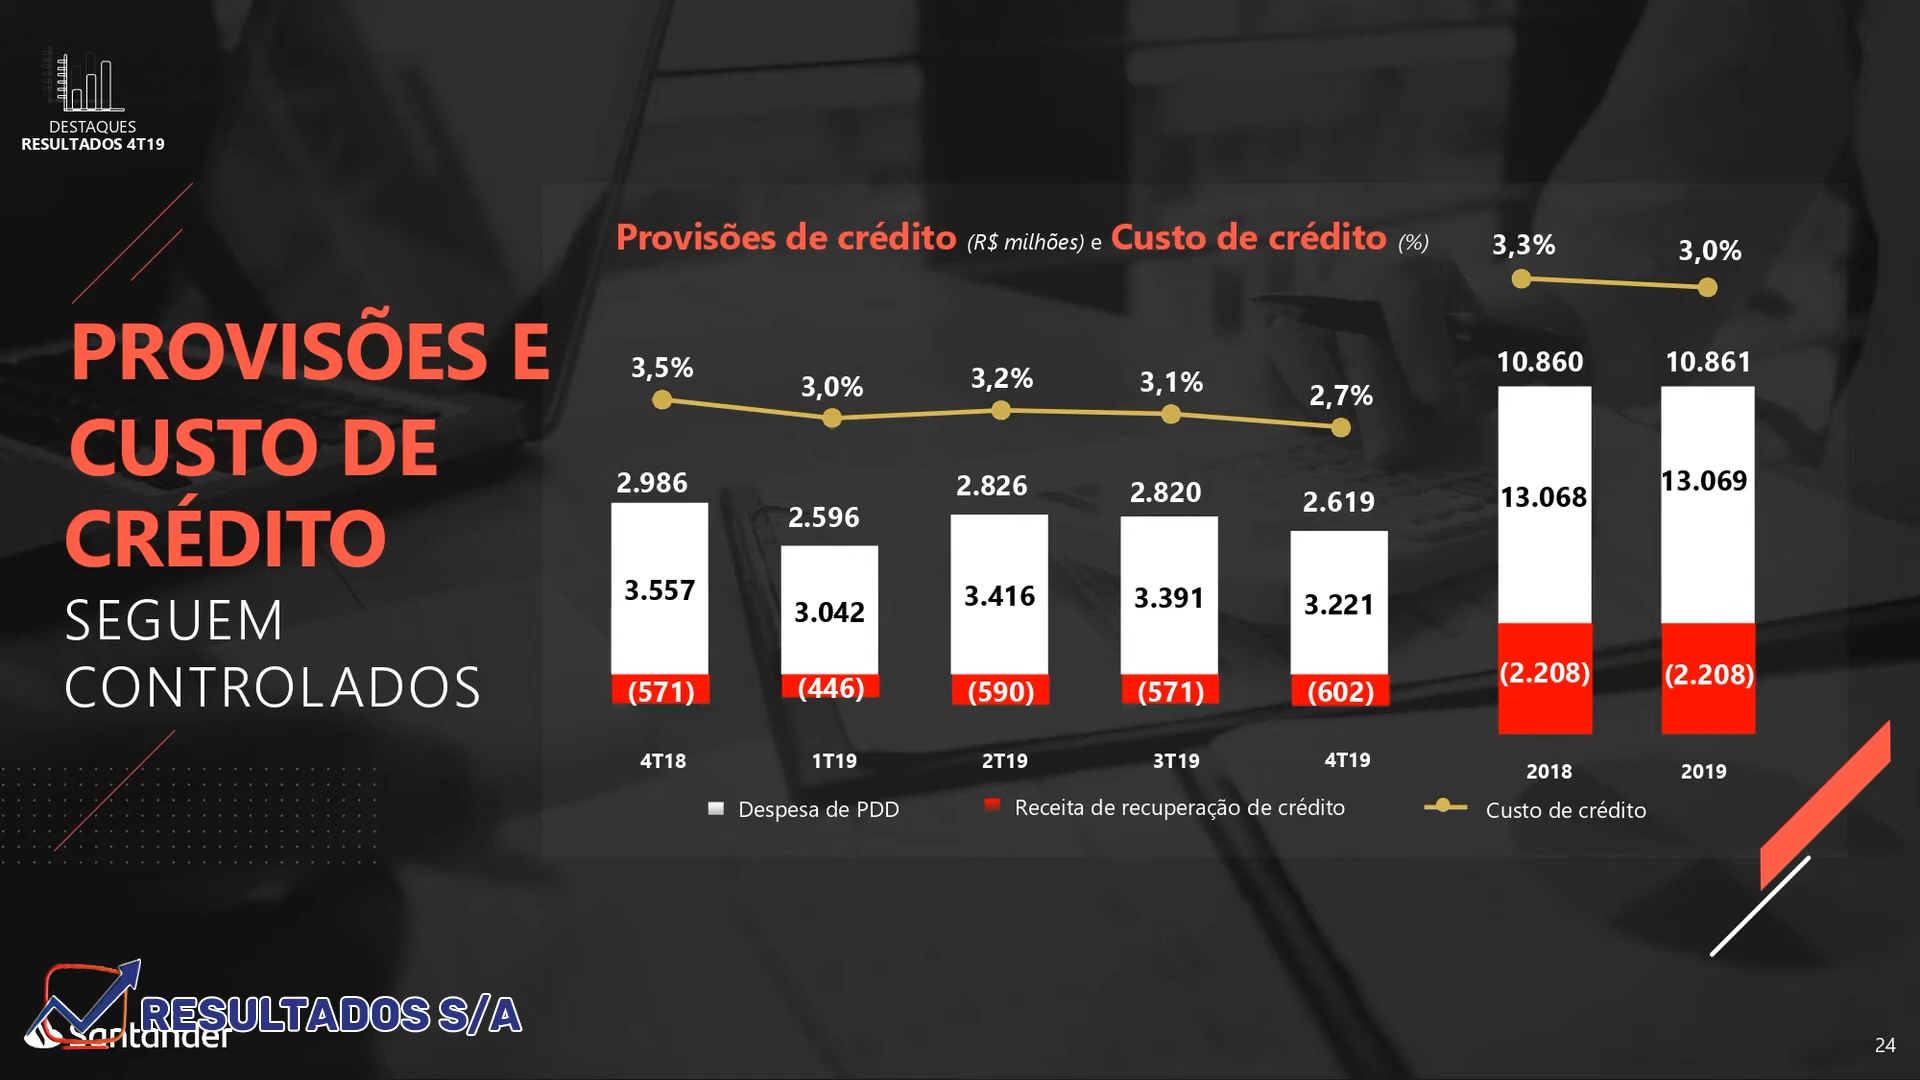 DESTAQUES
RESULTADOS 4T19
PROVISÕES E
CUSTO DE
CRÉDITO
SEGUEM
CONTROLADOS
Provisões de crédito (R$ milhões) e Custo de crédito (%)
3,5% 3,0% 3,2% 3,1% 2,7% 3,3% 3,0%
2.986 2.596 2.826 2.820 2.619 10.860 10.861
3.557 3.042 3.416 3.391 3.221 13.068 13.069
(571) (446) (590) (571) (602) (2.208) (2.208)
4T18 1T19 2T19 3T19 4T19 2018 2019
Despesa de PDD Receita de recuperação de crédito Custo de crédito
RESULTADOS S/A
Santander
24